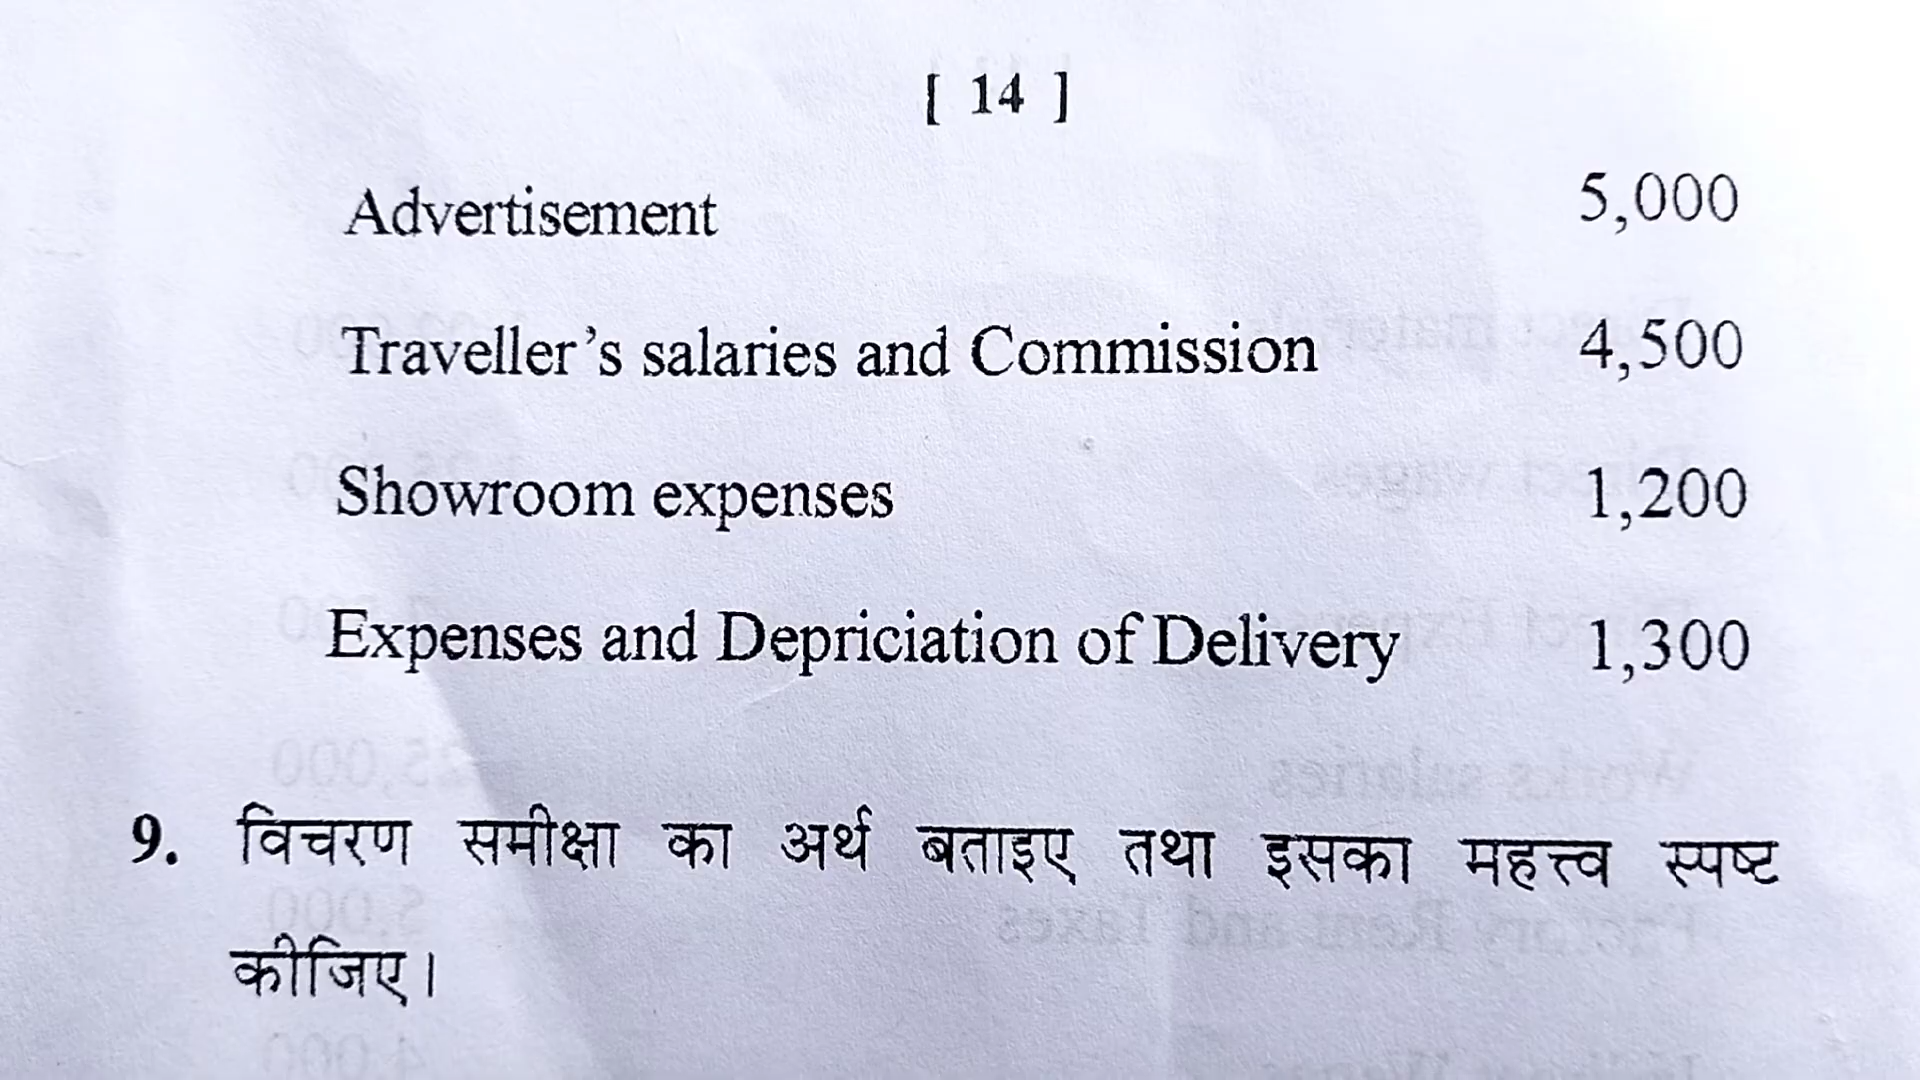 [ 14 ]
Advertisement 5,000
Traveller’s salaries and Commission 4,500
Showroom expenses 1,200
Expenses and Depriciation of Delivery 1,300
9. विचरण समीक्षा का अर्थ बताइए तथा इसका महत्त्व स्पष्ट
कीजिए।